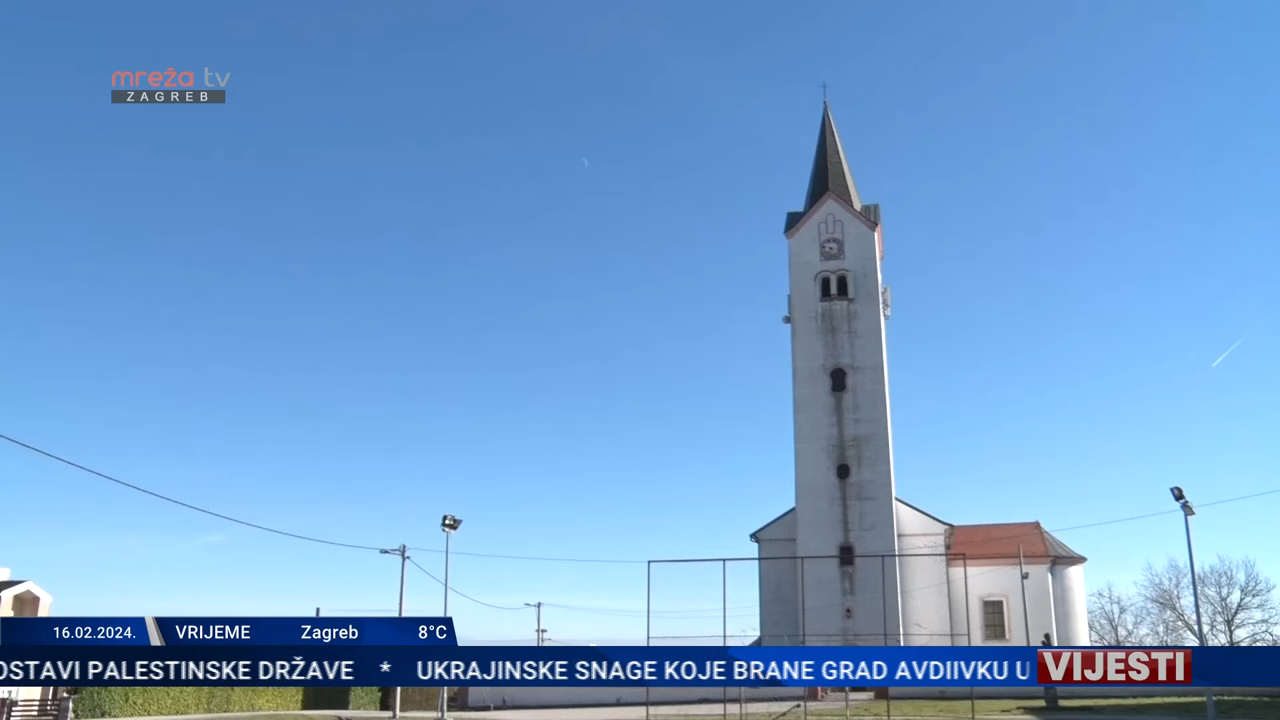 mreža tv
ZAGREB
16.02.2024. VRIJEME Zagreb 8°C
OSTAVI PALESTINSKE DRŽAVE * UKRAJINSKE SNAGE KOJE BRANE GRAD AVDIIVKU U
VIJESTI